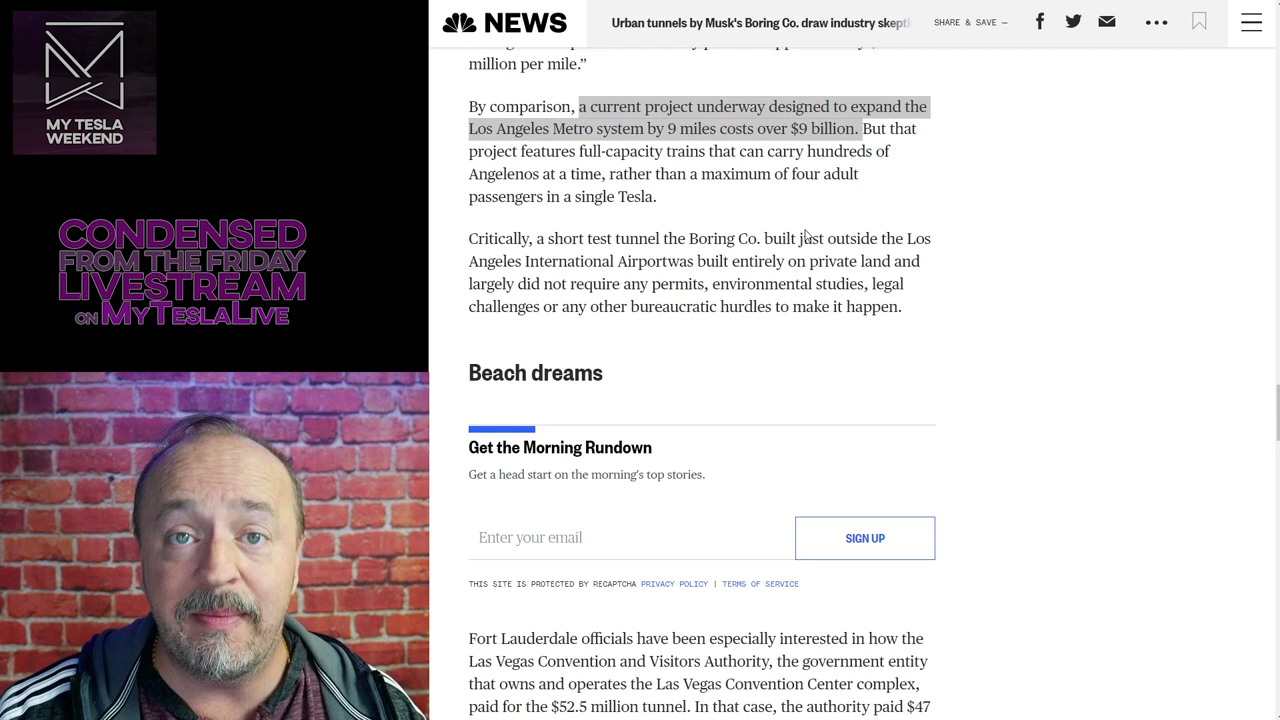 MY TESLA
WEEKEND
CONDENSED
FROM THE FRIDAY
LIVESTREAM
ON MYTESLALIVE
NEWS
Urban tunnels by Musk's Boring Co. draw industry skepti
SHARE & SAVE —
million per mile.”
By comparison, a current project underway designed to expand the
Los Angeles Metro system by 9 miles costs over $9 billion. But that
project features full-capacity trains that can carry hundreds of
Angelenos at a time, rather than a maximum of four adult
passengers in a single Tesla.
Critically, a short test tunnel the Boring Co. built just outside the Los
Angeles International Airportwas built entirely on private land and
largely did not require any permits, environmental studies, legal
challenges or any other bureaucratic hurdles to make it happen.
Beach dreams
Get the Morning Rundown
Get a head start on the morning's top stories.
Enter your email
SIGN UP
THIS SITE IS PROTECTED BY RECAPTCHA PRIVACY POLICY | TERMS OF SERVICE
Fort Lauderdale officials have been especially interested in how the
Las Vegas Convention and Visitors Authority, the government entity
that owns and operates the Las Vegas Convention Center complex,
paid for the $52.5 million tunnel. In that case, the authority paid $47